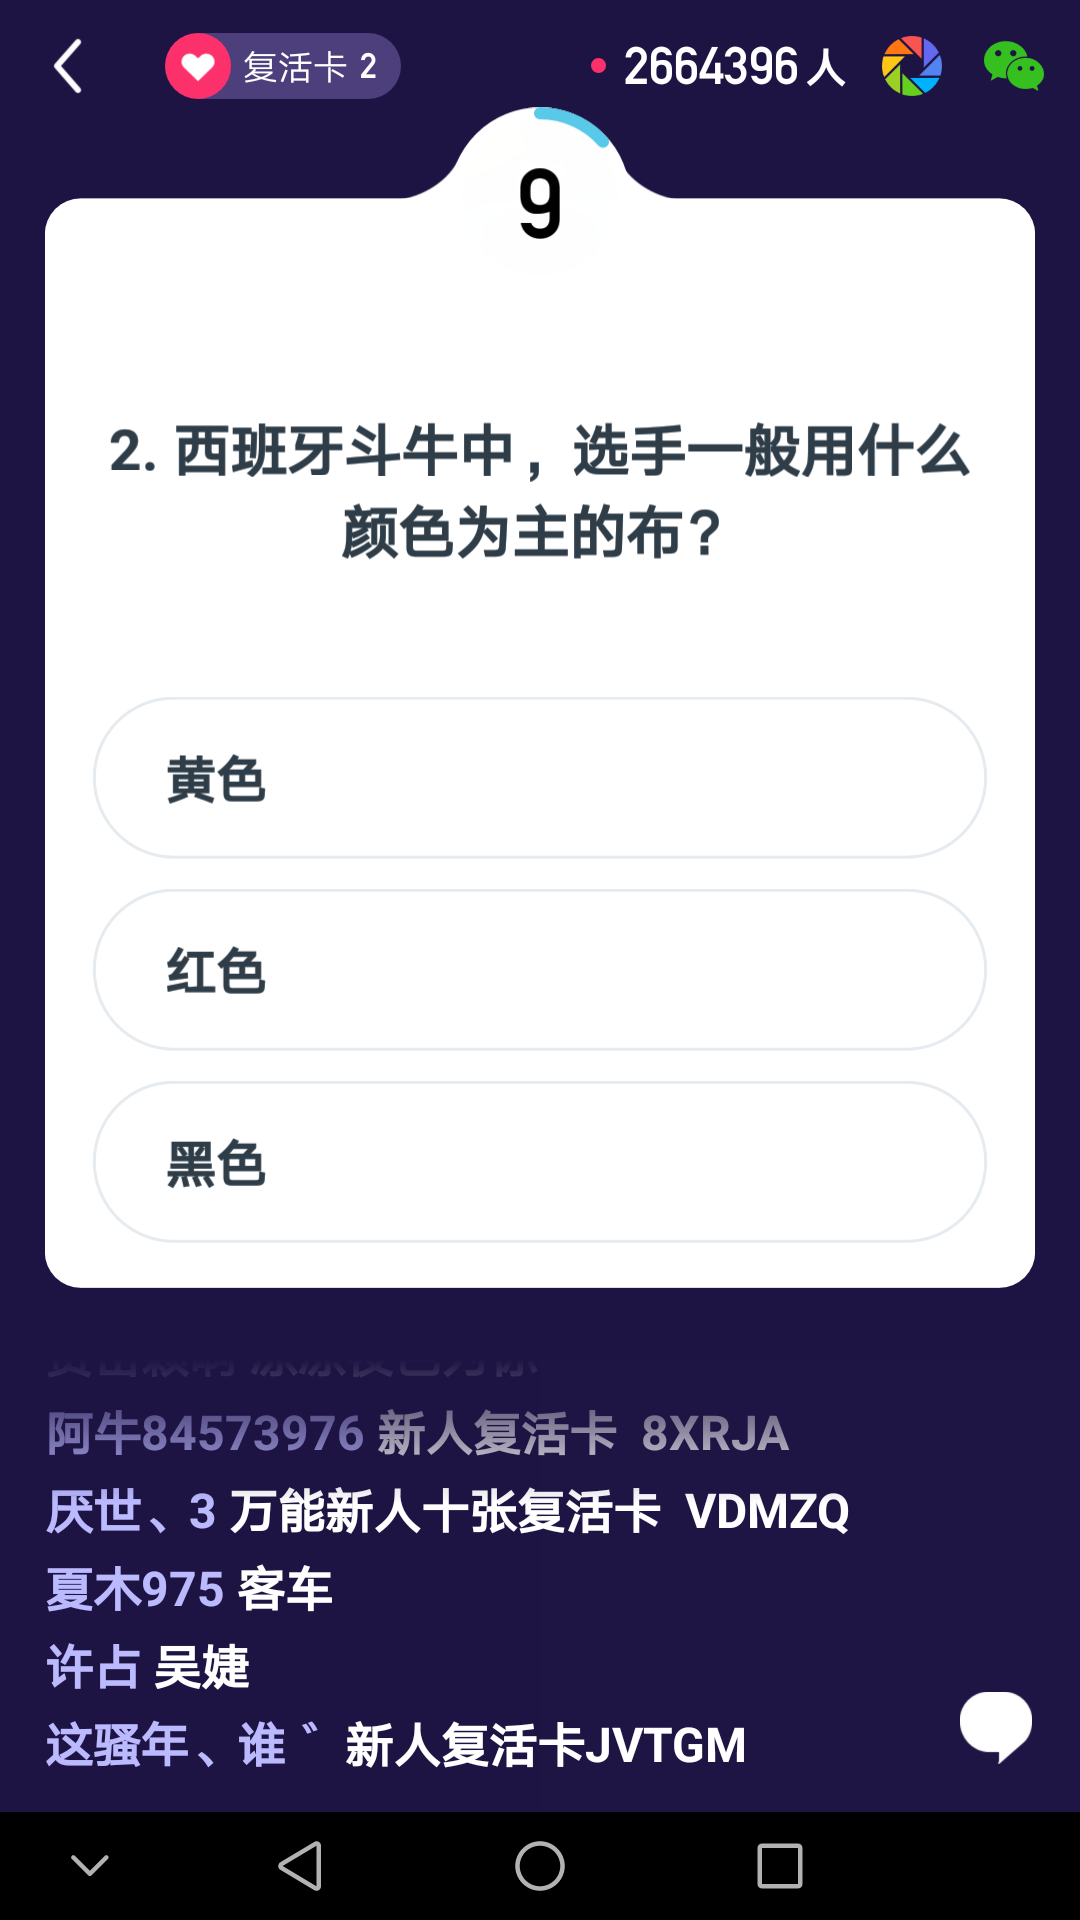 复活卡 2
2664396 人
9
2. 西班牙斗牛中，选手一般用什么
颜色为主的布？
黄色
红色
黑色
阿牛84573976 新人复活卡 8XRJA
厌世、3 万能新人十张复活卡 VDMZQ
夏木975 客车
许占 吴婕
这骚年、谁゛ 新人复活卡JVTGM